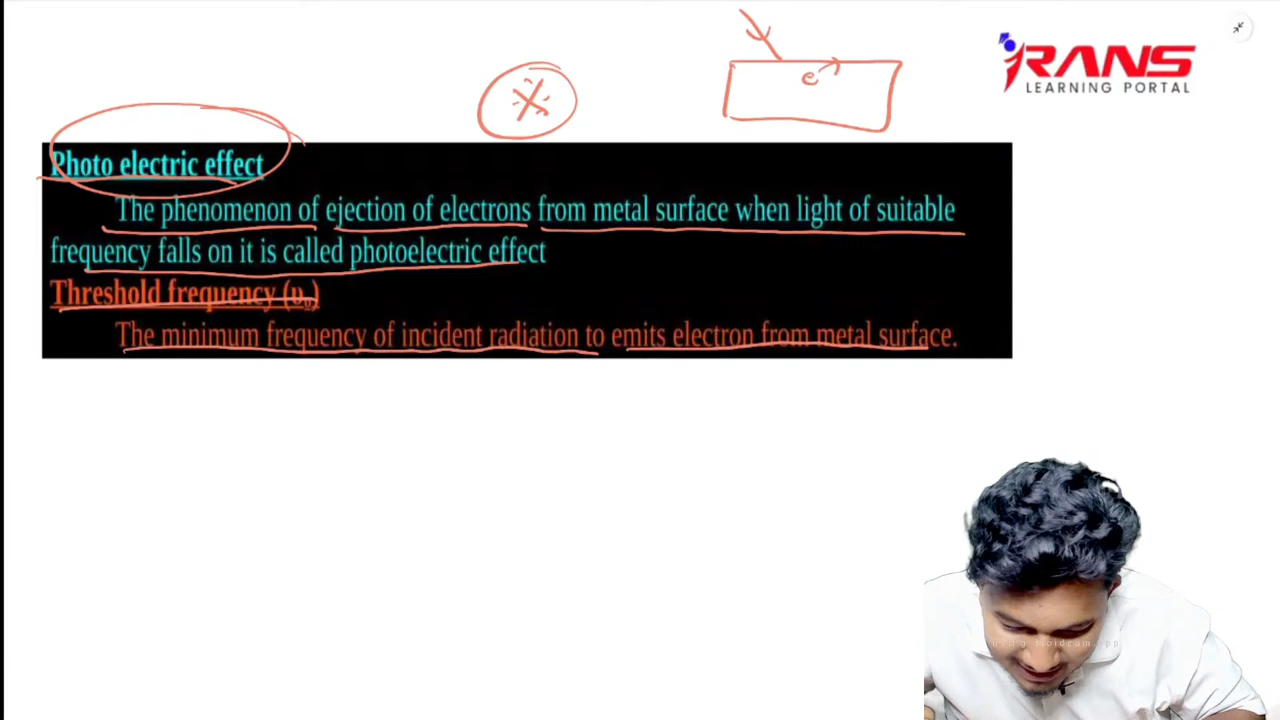 e
RANS
LEARNING PORTAL
Photo electric effect
The phenomenon of ejection of electrons from metal surface when light of suitable
frequency falls on it is called photoelectric effect
Threshold frequency (υ₀)
The minimum frequency of incident radiation to emits electron from metal surface.